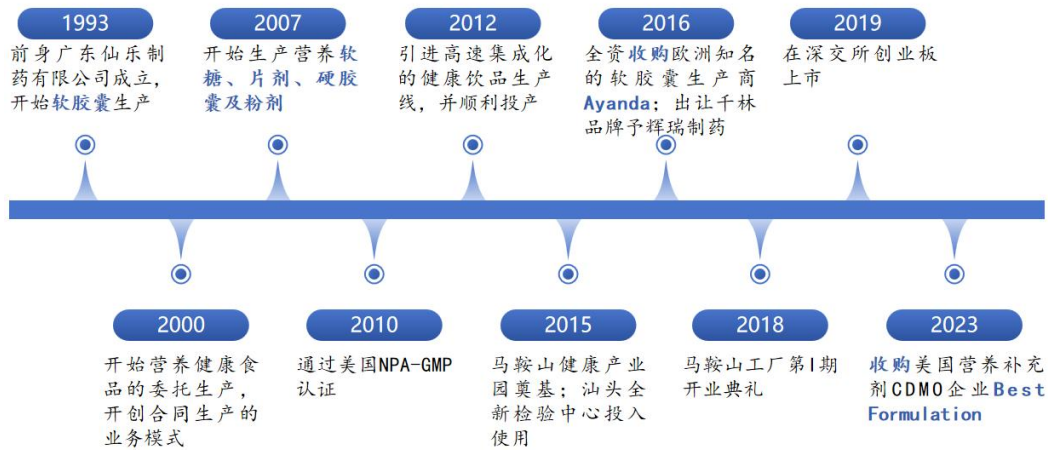 1993
前身广东仙乐制
药有限公司成立,
开始软胶囊生产
2007
开始生产营养软
糖、片剂、硬胶
囊及粉剂
2012
引进高速集成化
的健康饮品生产
线，并顺利投产
2016
全资收购欧洲知名
的软胶囊生产商
Ayanda；出让千林
品牌予辉瑞制药
2019
在深交所创业板
上市
2000
开始营养健康食
品的委托生产，
开创合同生产的
业务模式
2010
通过美国NPA-GMP
认证
2015
马鞍山健康产业
园奠基；汕头全
新检验中心投入
使用
2018
马鞍山工厂第Ⅰ期
开业典礼
2023
收购美国营养补充
剂CDMO企业Best
Formulation